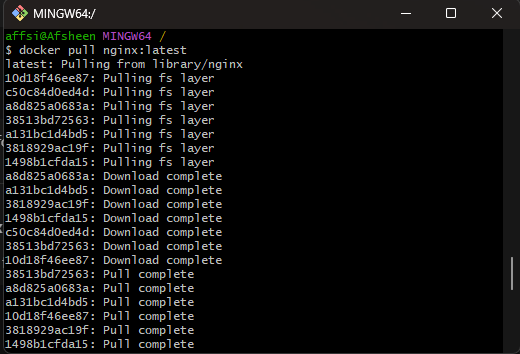 MINGW64:/
affsi@Afsheen MINGW64 /
$ docker pull nginx:latest
latest: Pulling from library/nginx
10d18f46ee87: Pulling fs layer
c50c84d0ed4d: Pulling fs layer
a8d825a0683a: Pulling fs layer
38513bd72563: Pulling fs layer
a131bc1d4bd5: Pulling fs layer
3818929ac19f: Pulling fs layer
1498b1cfda15: Pulling fs layer
a8d825a0683a: Download complete
a131bc1d4bd5: Download complete
3818929ac19f: Download complete
1498b1cfda15: Download complete
c50c84d0ed4d: Download complete
38513bd72563: Download complete
10d18f46ee87: Download complete
38513bd72563: Pull complete
a8d825a0683a: Pull complete
a131bc1d4bd5: Pull complete
10d18f46ee87: Pull complete
3818929ac19f: Pull complete
1498b1cfda15: Pull complete